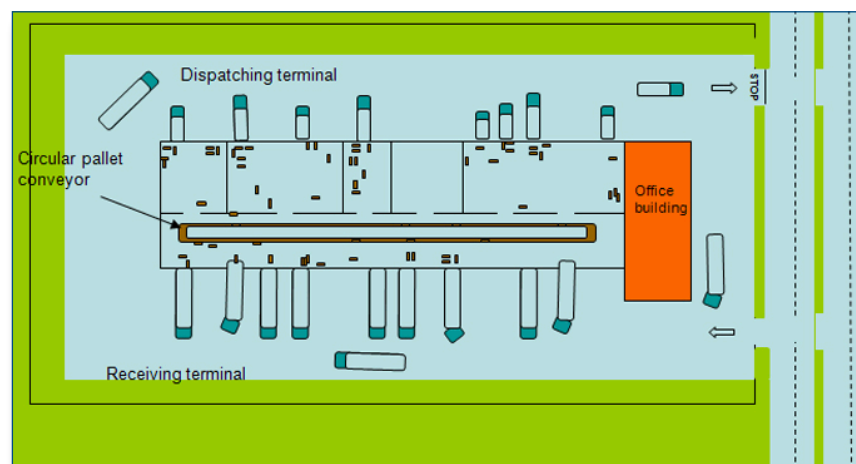 Dispatching terminal
STOP
Circular pallet
conveyor
Office
building
Receiving terminal